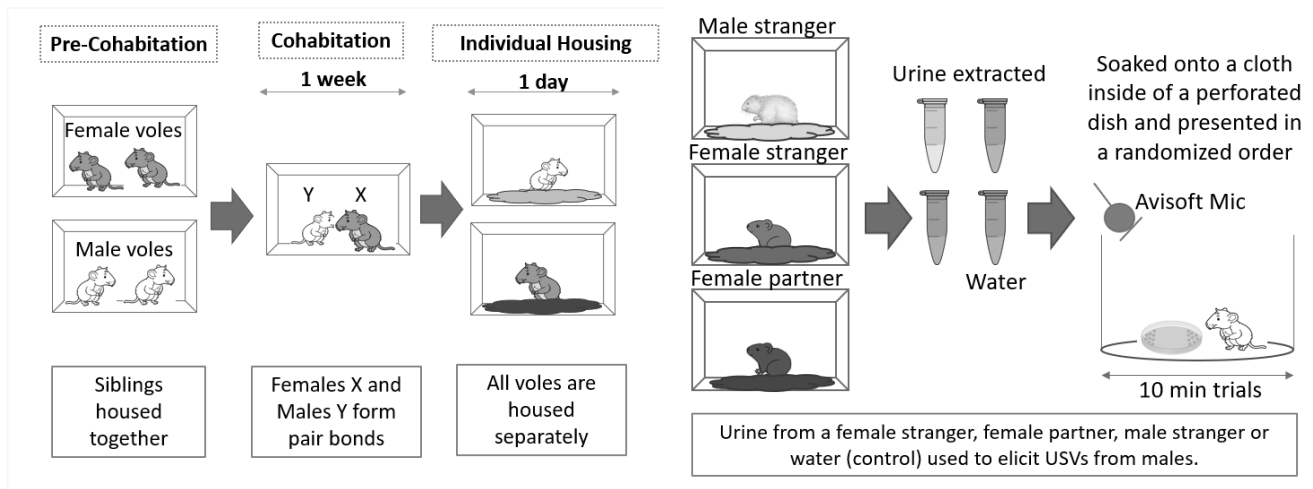 Pre-Cohabitation
Cohabitation
Individual Housing
1 week
1 day
Female voles
Male voles
Y X
Siblings
housed
together
Females X and
Males Y form
pair bonds
All voles are
housed
separately
Male stranger
Female stranger
Female partner
Urine extracted
Water
Soaked onto a cloth
inside of a perforated
dish and presented in
a randomized order
Avisoft Mic
10 min trials
Urine from a female stranger, female partner, male stranger or
water (control) used to elicit USVs from males.